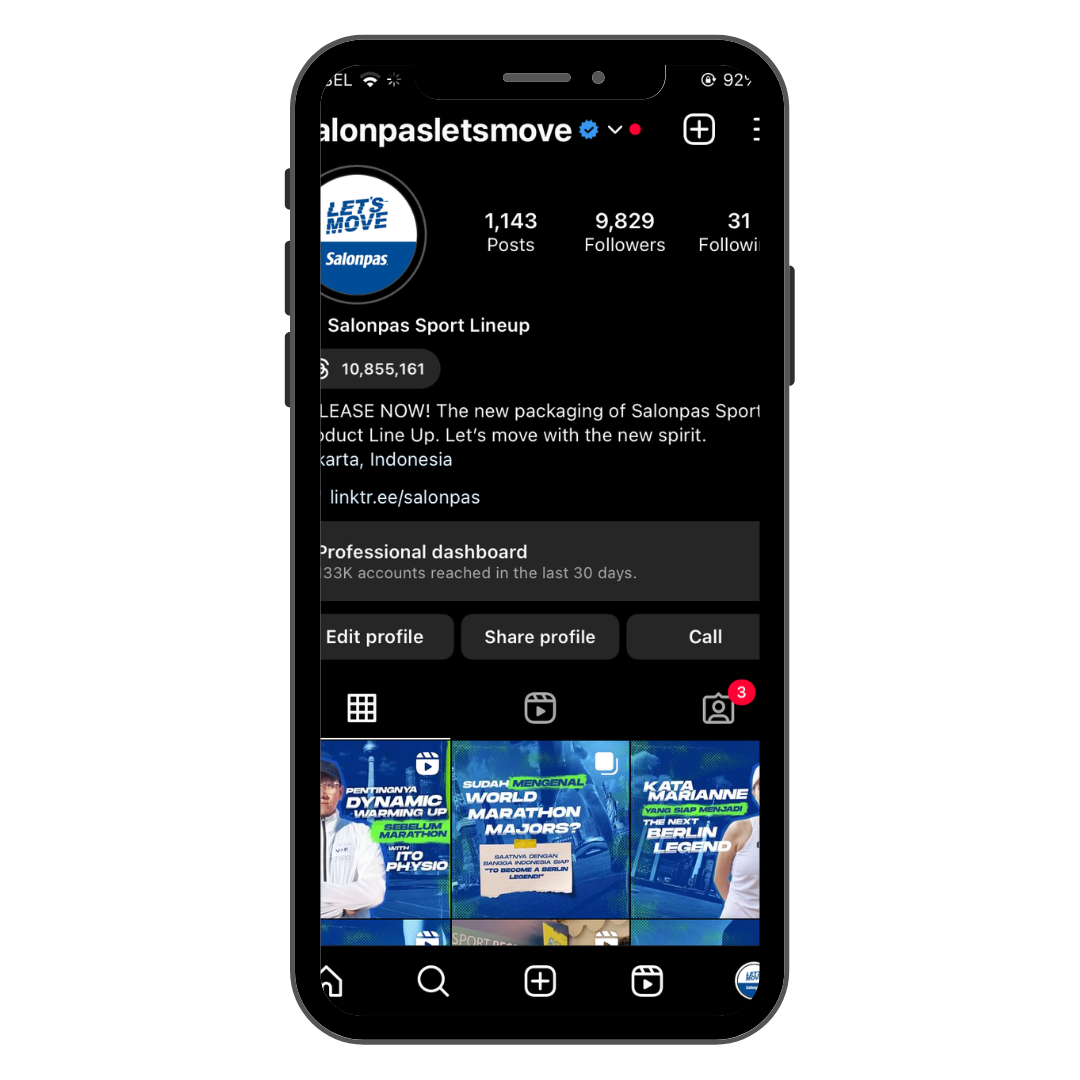 SEL 92%
alonpasletsmove
LET'S
MOVE
Salonpas
1,143 9,829 31
Posts Followers Followi
Salonpas Sport Lineup
10,855,161
LEASE NOW! The new packaging of Salonpas Sport
oduct Line Up. Let's move with the new spirit.
karta, Indonesia
linktr.ee/salonpas
Professional dashboard
33K accounts reached in the last 30 days.
Edit profile Share profile Call
3
PENTINGNYA
DYNAMIC
WARMING UP
SEBELUM
MARATHON
WITH
ITO
PHYSIO
SUDAH MENGENAL
WORLD
MARATHON
MAJORS?
SAATNYA DENGAN
BANGGA INDONESIA SIAP
"TO BECOME A BERLIN
LEGEND!"
KATA
MARIANNE
YANG SIAP MENJADI
THE NEXT
BERLIN
LEGEND
SPORT
LET'S
MOVE